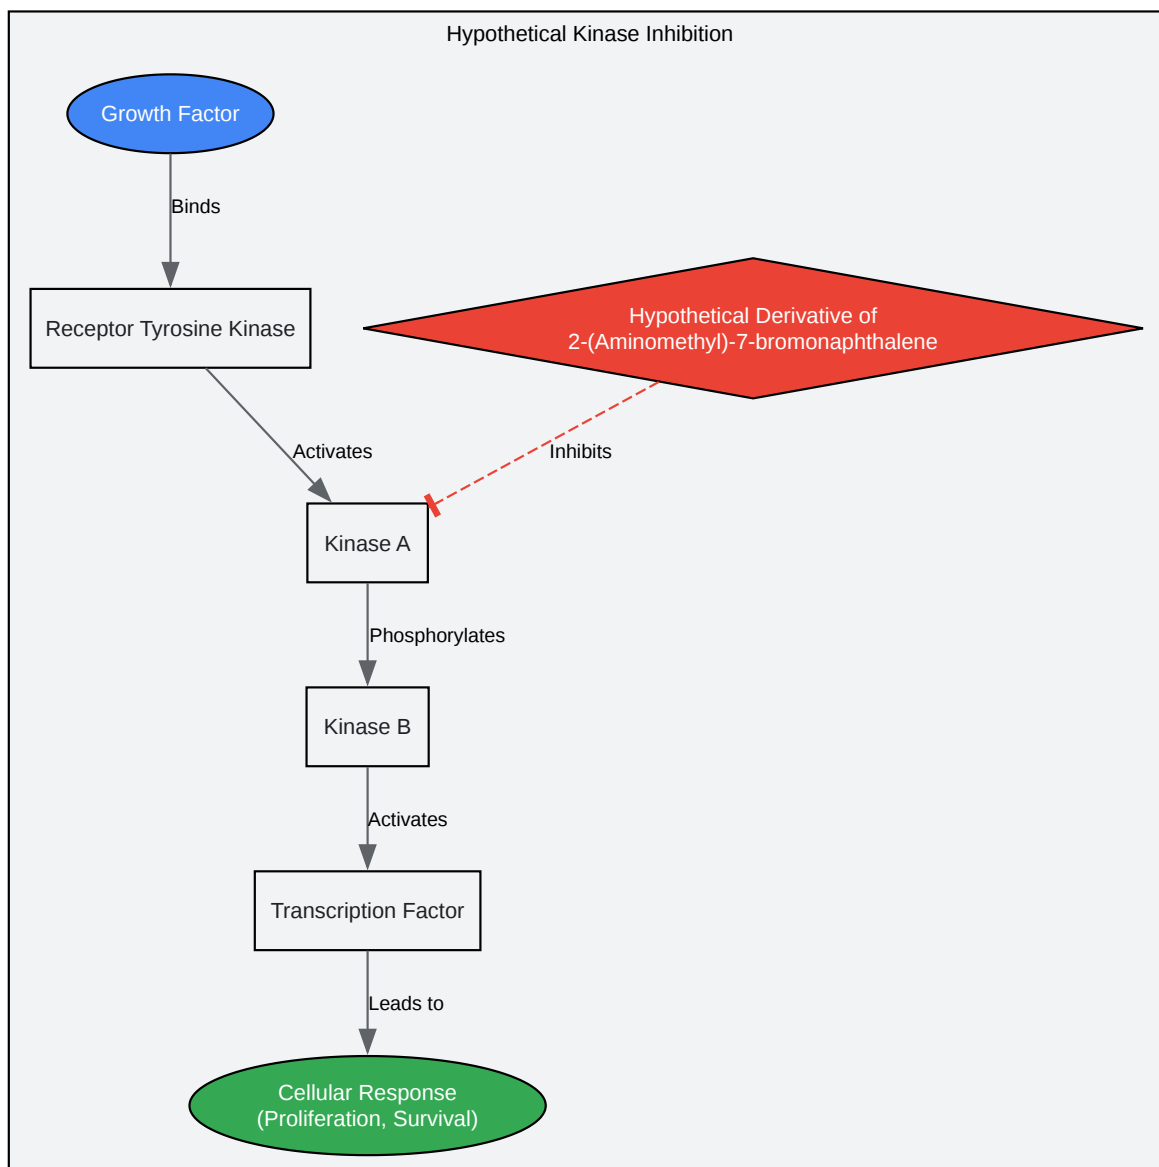 Hypothetical Kinase Inhibition
Growth Factor
Binds
Receptor Tyrosine Kinase
Hypothetical Derivative of
2-(Aminomethyl)-7-bromonaphthalene
Activates
Inhibits
Kinase A
Phosphorylates
Kinase B
Activates
Transcription Factor
Leads to
Cellular Response
(Proliferation, Survival)